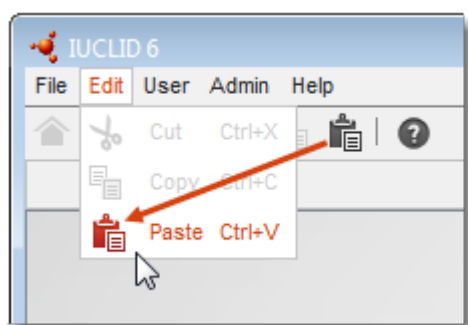 IUCLID 6
File Edit User Admin Help
Cut Ctrl+X
Copy Ctrl+C
Paste Ctrl+V